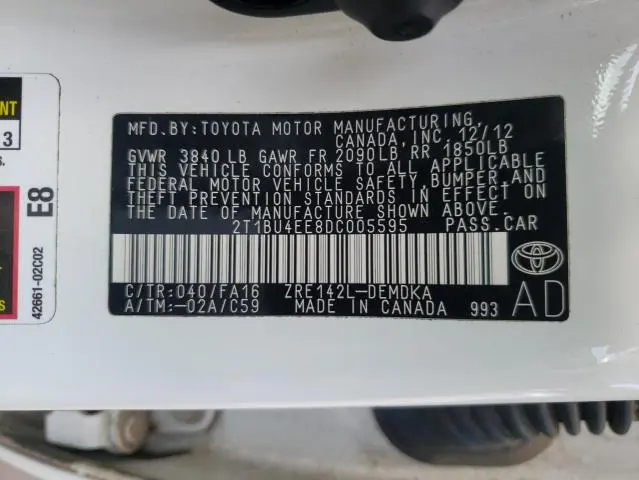 NT
3
S.
S
E8
42661-02C02
MFD. BY:TOYOTA MOTOR MANUFACTURING,
CANADA, INC. 12/12
GVWR 3840 LB GAWR FR 2090LB RR 1850LB
THIS VEHICLE CONFORMS TO ALL APPLICABLE
FEDERAL MOTOR VEHICLE SAFETY, BUMPER, AND
THEFT PREVENTION STANDARDS IN EFFECT ON
THE DATE OF MANUFACTURE SHOWN ABOVE.
2T1BU4EE8DC005595 PASS.CAR
C/TR:040/FA16 ZRE142L-DEMDKA
A/TM:-02A/C59 MADE IN CANADA 993
AD